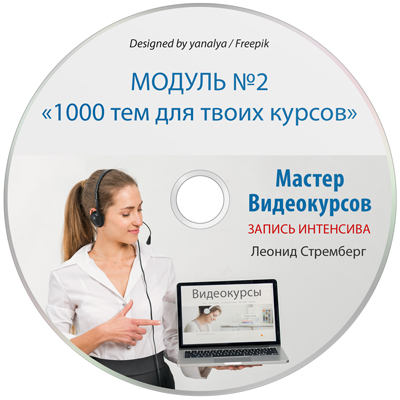 Designed by yanalya / Freepik
МОДУЛЬ №2
«1000 тем для твоих курсов»
Мастер
Видеокурсов
ЗАПИСЬ ИНТЕНСИВА
Леонид Стремберг
Видеокурсы